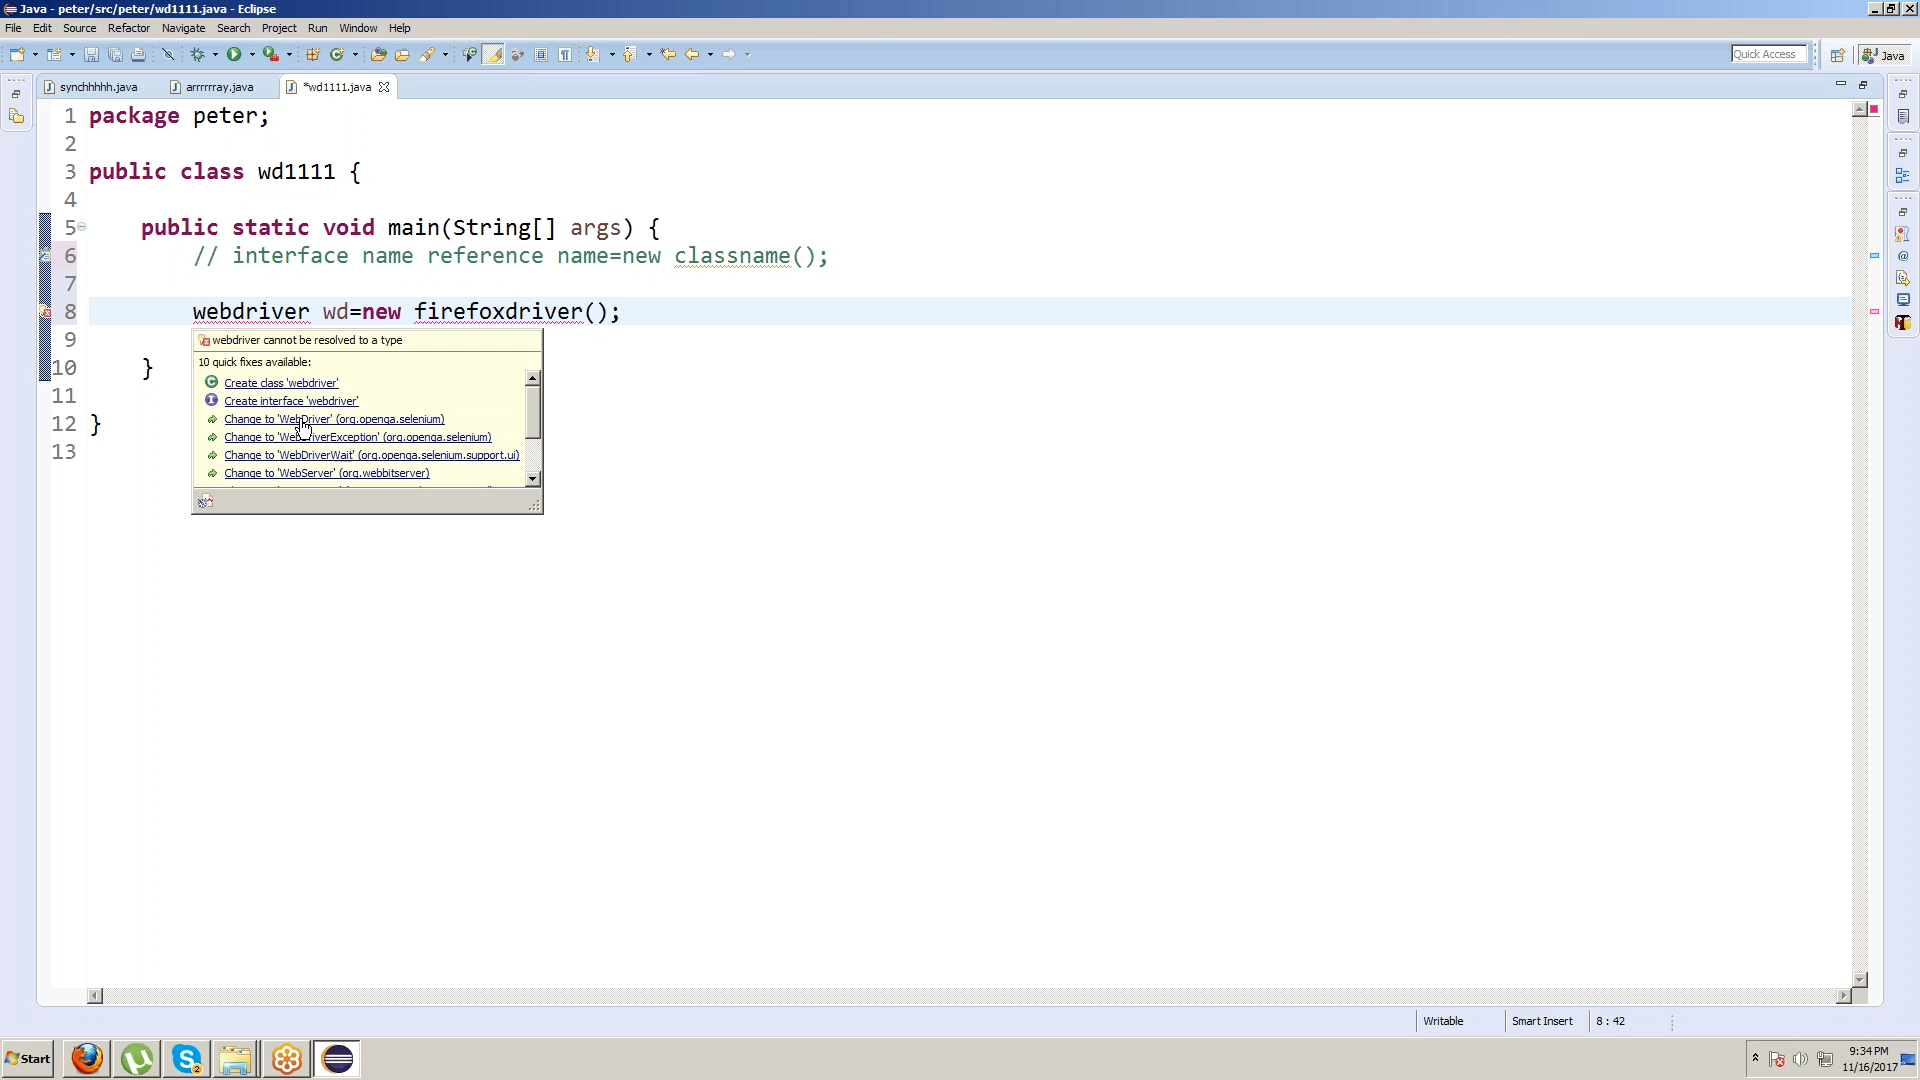 Java - peter/src/peter/wd1111.java - Eclipse
File Edit Source Refactor Navigate Search Project Run Window Help
Quick Access
Java
synchhhhh.java
arrrrrray.java
*wd1111.java
1 package peter;
2
3 public class wd1111 {
4
5 public static void main(String[] args) {
6 // interface name reference name=new classname();
7
8 webdriver wd=new firefoxdriver();
9
10 }
11
12 }
13
webdriver cannot be resolved to a type
10 quick fixes available:
Create class 'webdriver'
Create interface 'webdriver'
Change to 'WebDriver' (org.openqa.selenium)
Change to 'WebDriverException' (org.openqa.selenium)
Change to 'WebDriverWait' (org.openqa.selenium.support.ui)
Change to 'WebServer' (org.webbitserver)
Writable
Smart Insert
8 : 42
Start
2
9:34 PM
11/16/2017